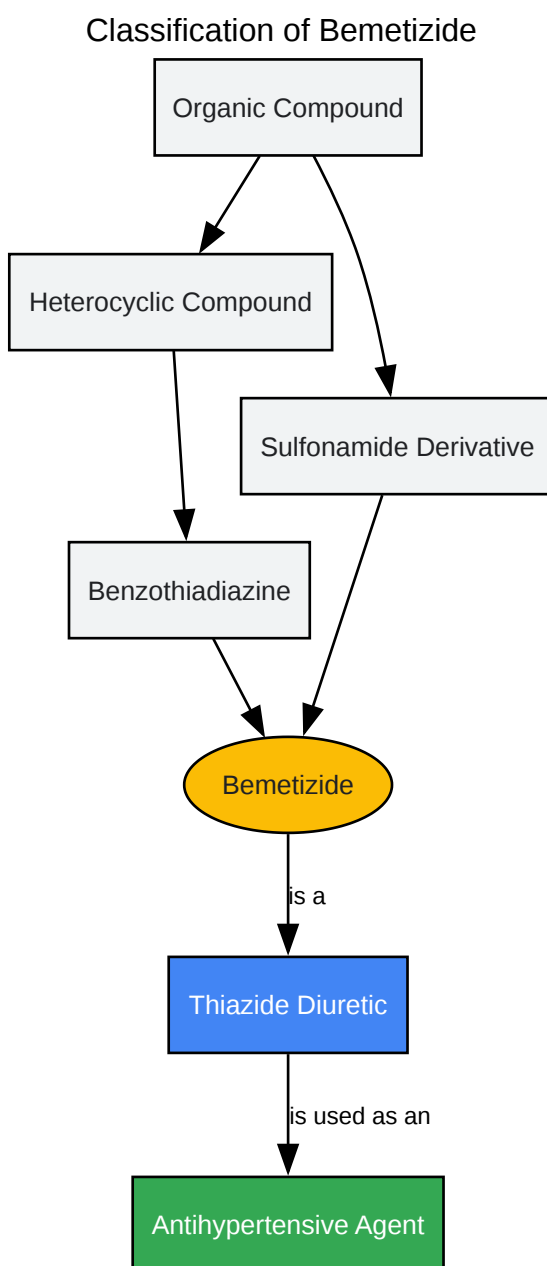 Classification of Bemetizide
Organic Compound
Heterocyclic Compound
Sulfonamide Derivative
Benzothiadiazine
Bemetizide
is a
Thiazide Diuretic
is used as an
Antihypertensive Agent